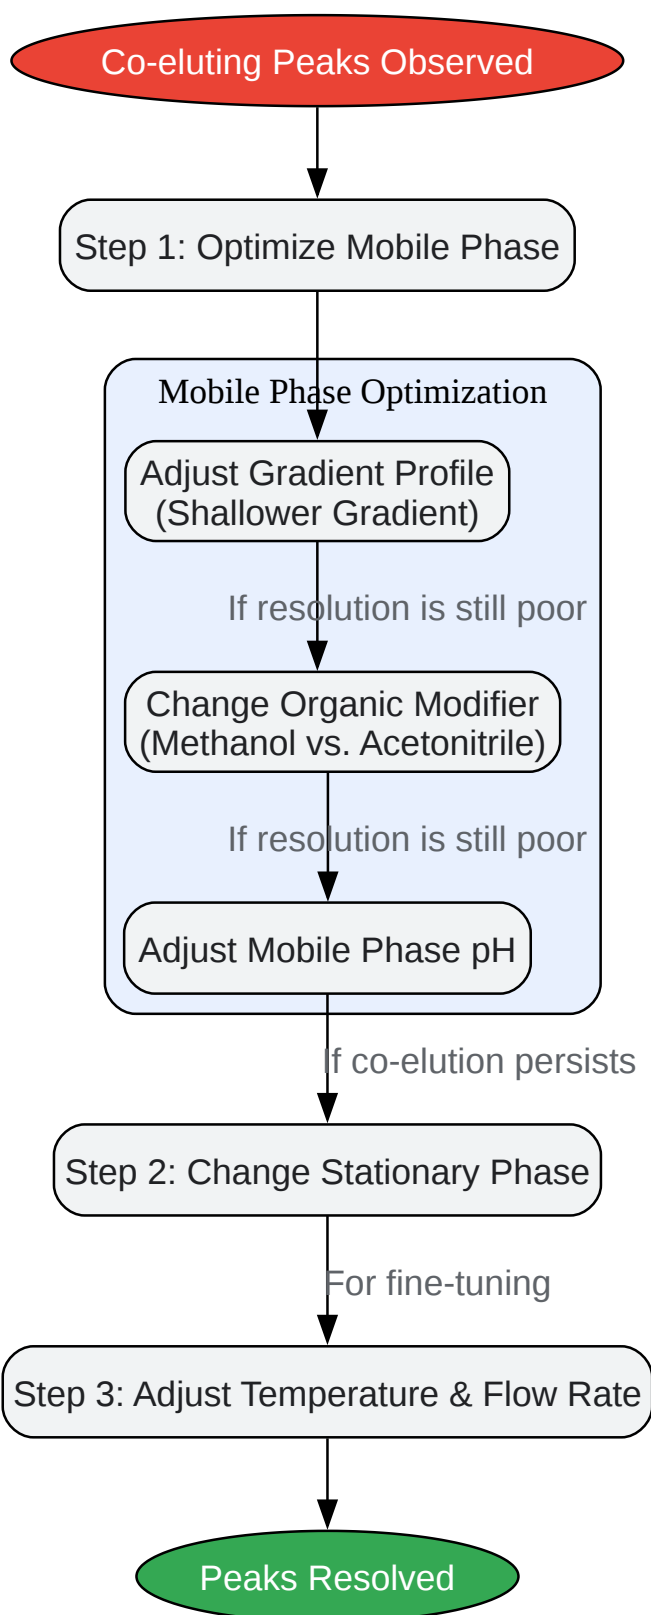 Co-eluting Peaks Observed
Step 1: Optimize Mobile Phase
Mobile Phase Optimization
Adjust Gradient Profile
(Shallower Gradient)
If resolution is still poor
Change Organic Modifier
(Methanol vs. Acetonitrile)
If resolution is still poor
Adjust Mobile Phase pH
If co-elution persists
Step 2: Change Stationary Phase
For fine-tuning
Step 3: Adjust Temperature & Flow Rate
Peaks Resolved